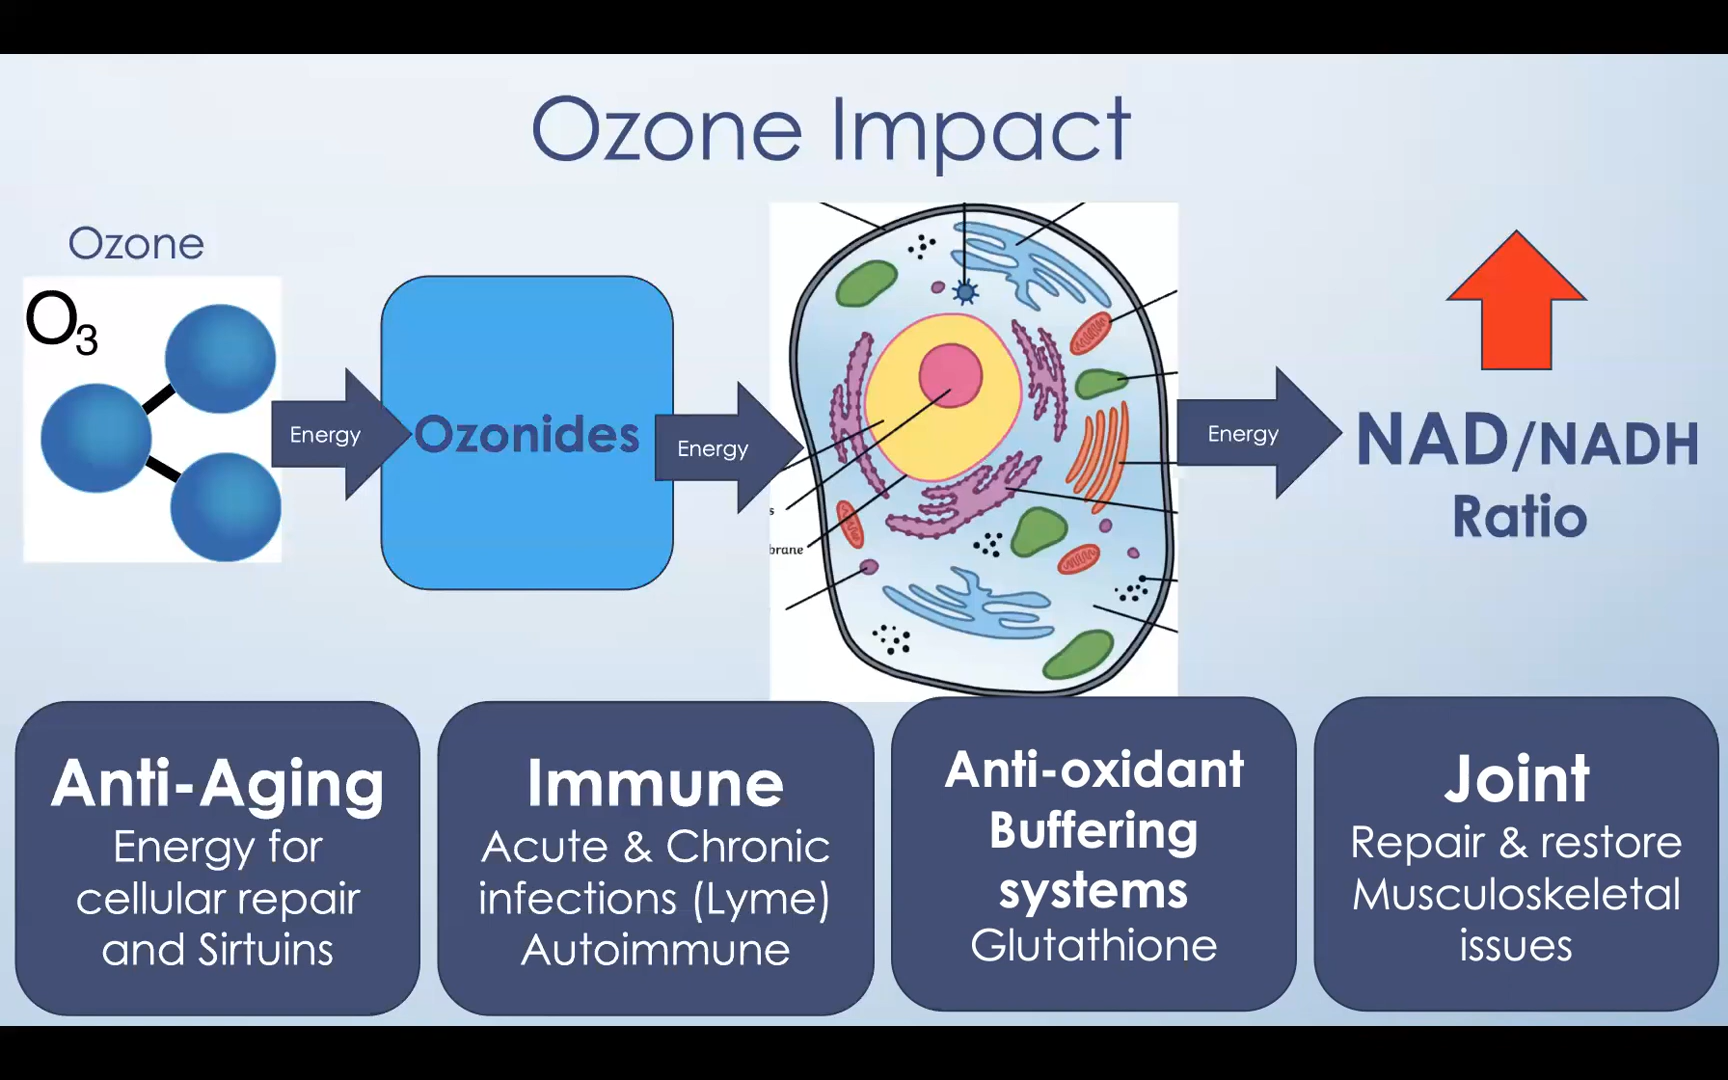 Ozone Impact
Ozone
O3
Energy
Ozonides
Energy
s
brane
Energy
NAD/NADH
Ratio
Anti-Aging
Energy for
cellular repair
and Sirtuins
Immune
Acute & Chronic
infections (Lyme)
Autoimmune
Anti-oxidant
Buffering
systems
Glutathione
Joint
Repair & restore
Musculoskeletal
issues